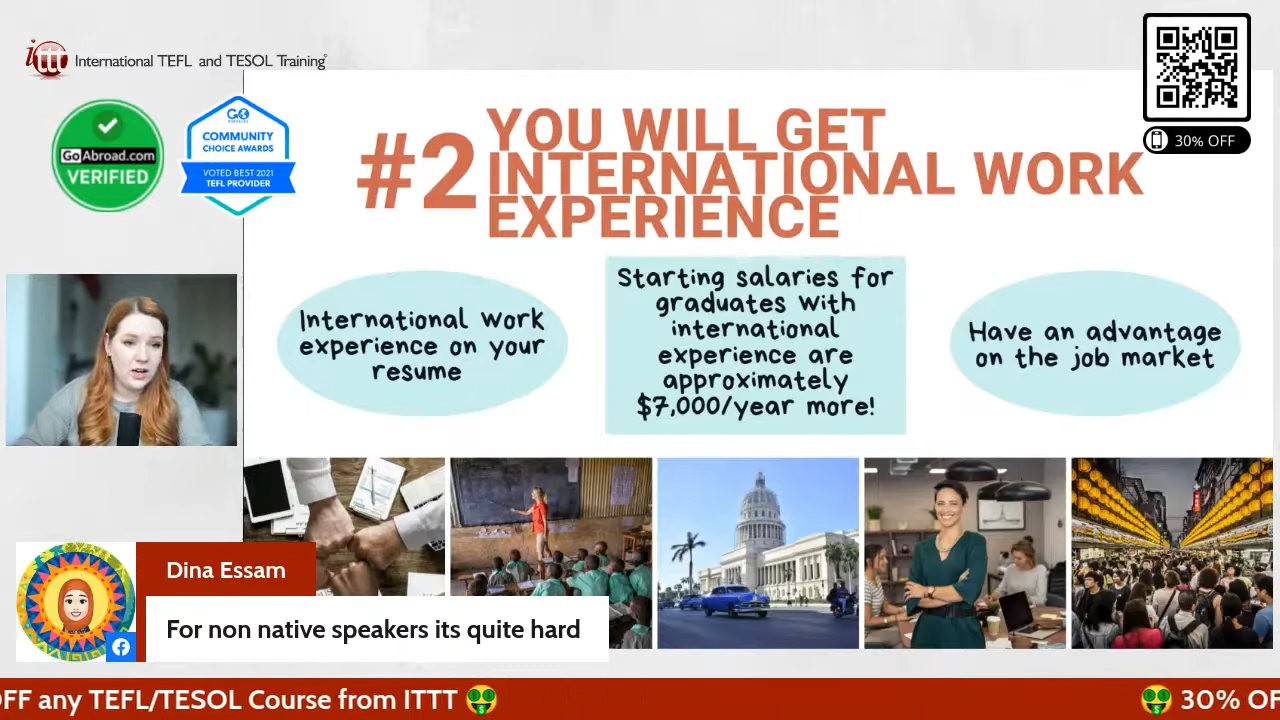 ittt International TEFL and TESOL Training
GoAbroad.com
VERIFIED
GO
COMMUNITY
CHOICE AWARDS
VOTED BEST 2021
TEFL PROVIDER
30% OFF
#2
YOU WILL GET
INTERNATIONAL WORK
EXPERIENCE
International work
experience on your
resume
Starting salaries for
graduates with
international
experience are
approximately
$7,000/year more!
Have an advantage
on the job market
Dina Essam
For non native speakers its quite hard
OFF any TEFL/TESOL Course from ITTT 🤑
🤑 30% OF